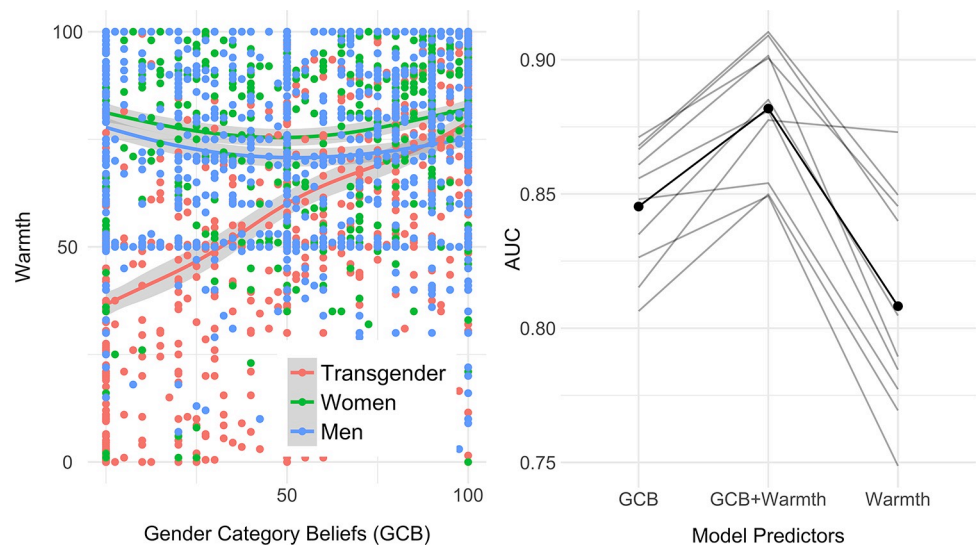 100
50
0
Warmth
Transgender
Women
Men
50
100
Gender Category Beliefs (GCB)
0.90
0.85
0.80
0.75
AUC
GCB
GCB+Warmth
Warmth
Model Predictors